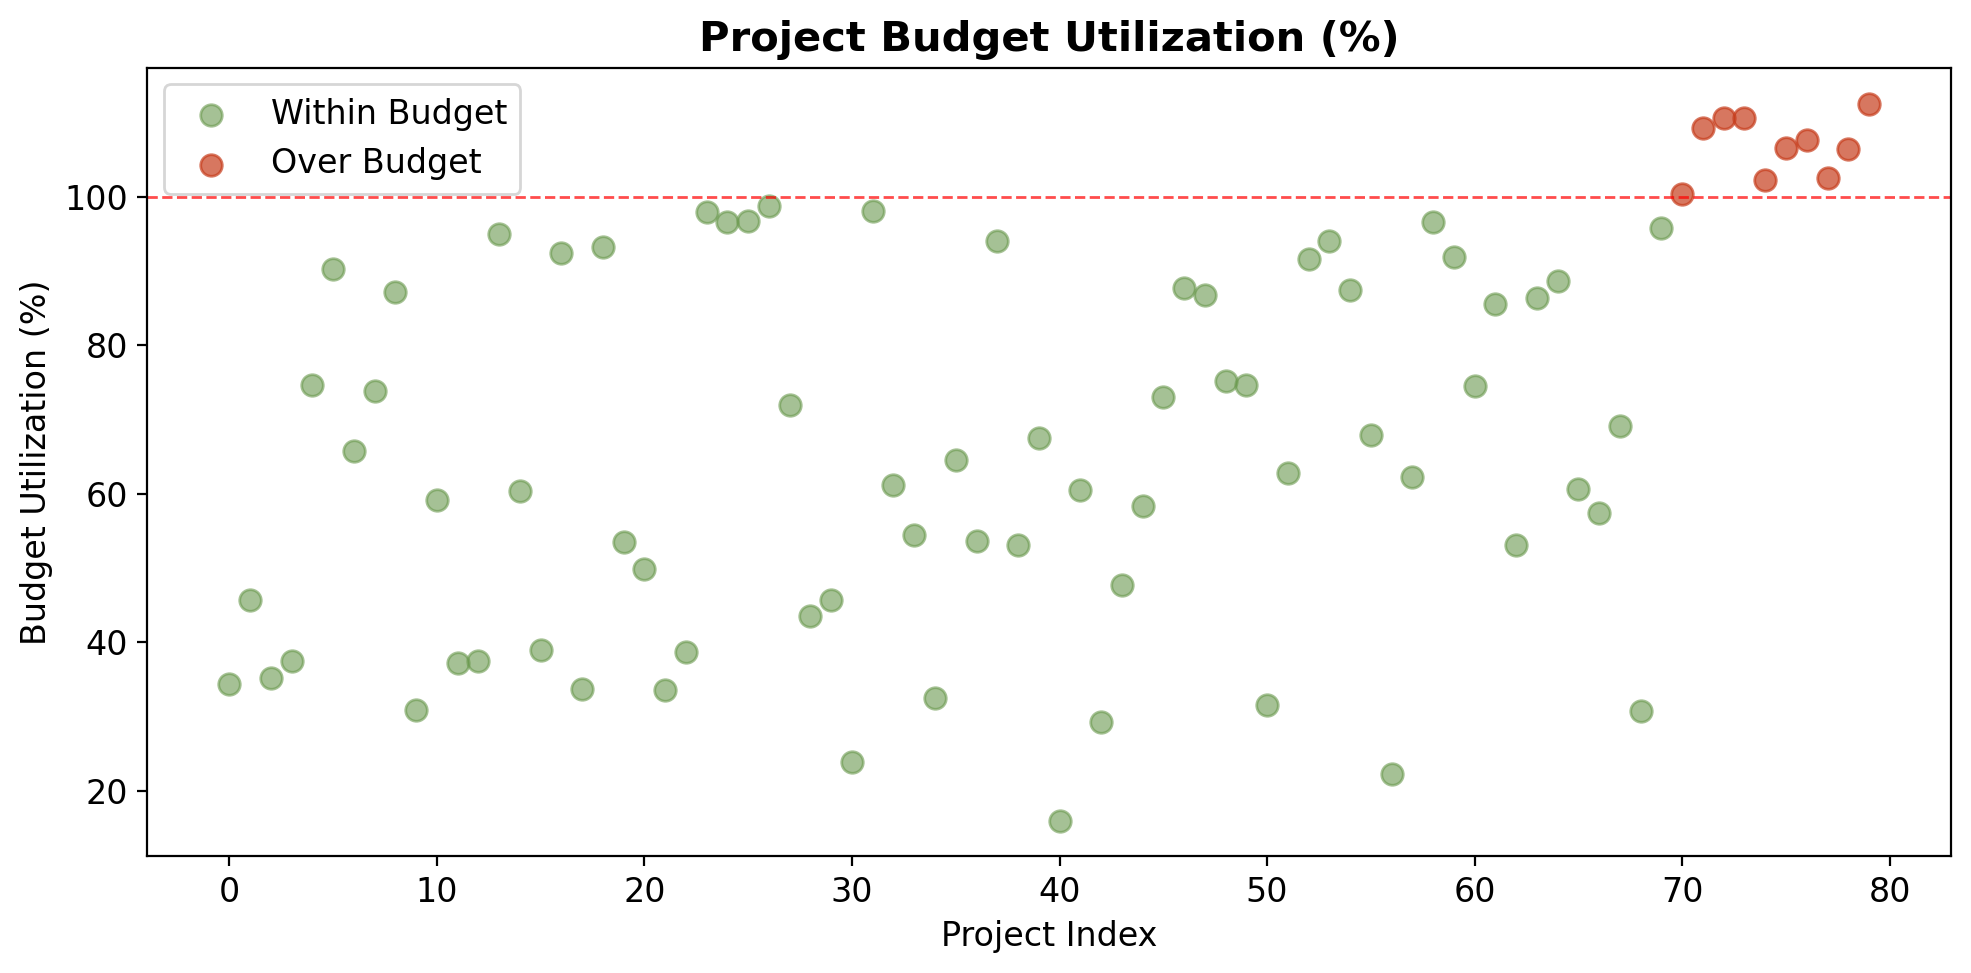 Project Budget Utilization (%)
Within Budget
Over Budget
Budget Utilization (%)
100
80
60
40
20
0 10 20 30 40 50 60 70 80
Project Index